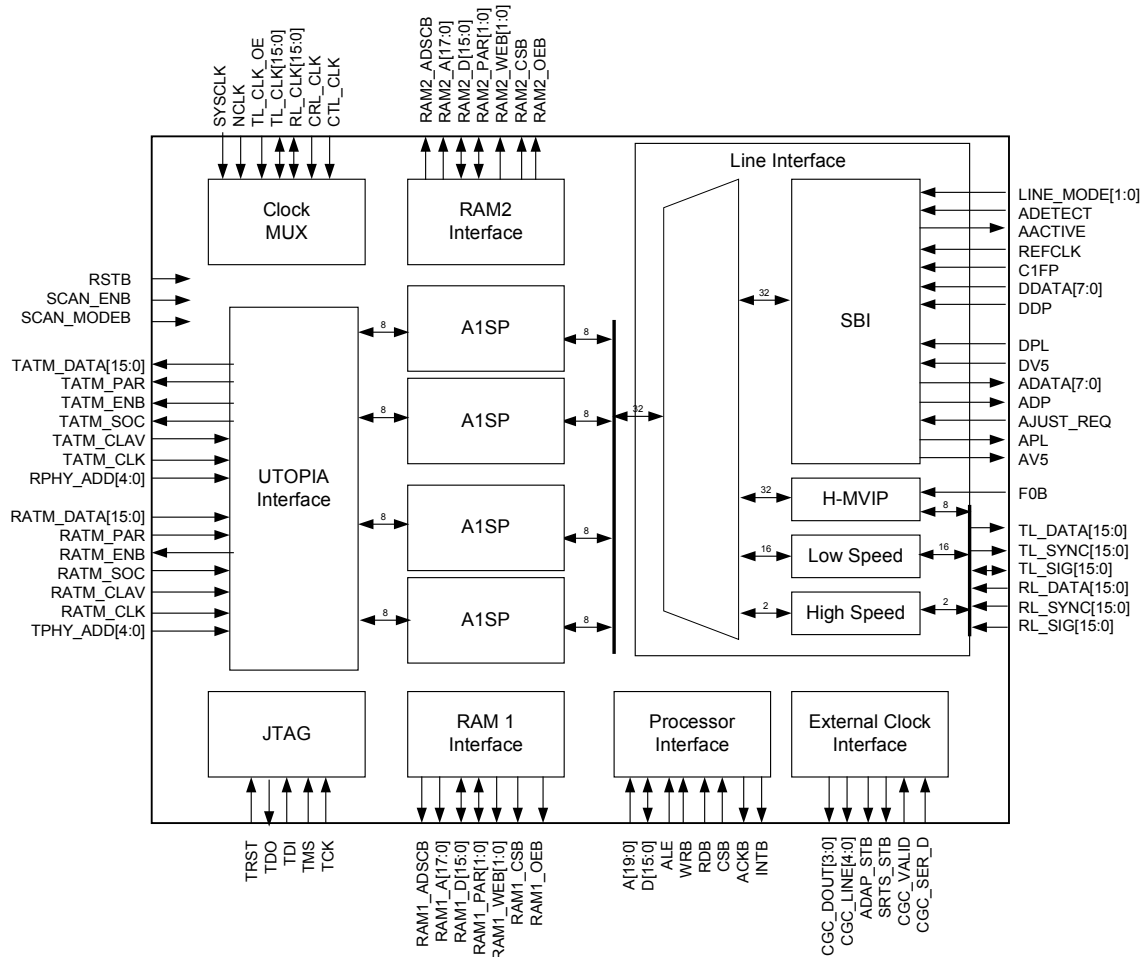 SYSCLK
NCLK
TL_CLK_OE
TL_CLK[15:0]
RL_CLK[15:0]
CRL_CLK
CTL_CLK
RAM2_ADSCB
RAM2_A[17:0]
RAM2_D[15:0]
RAM2_PAR[1:0]
RAM2_WEB[1:0]
RAM2_CSB
RAM2_OEB
Clock
MUX
RAM2
Interface
Line Interface
RSTB
SCAN_ENB
SCAN_MODEB
TATM_DATA[15:0]
TATM_PAR
TATM_ENB
TATM_SOC
TATM_CLAV
TATM_CLK
RPHY_ADD[4:0]
RATM_DATA[15:0]
RATM_PAR
RATM_ENB
RATM_SOC
RATM_CLAV
RATM_CLK
TPHY_ADD[4:0]
UTOPIA
Interface
8
A1SP
8
8
A1SP
8
8
A1SP
8
8
A1SP
8
32
32
SBI
32
H-MVIP
8
16
Low Speed
16
2
High Speed
2
LINE_MODE[1:0]
ADETECT
AACTIVE
REFCLK
C1FP
DDATA[7:0]
DDP
DPL
DV5
ADATA[7:0]
ADP
AJUST_REQ
APL
AV5
F0B
TL_DATA[15:0]
TL_SYNC[15:0]
TL_SIG[15:0]
RL_DATA[15:0]
RL_SYNC[15:0]
RL_SIG[15:0]
JTAG
RAM 1
Interface
Processor
Interface
External Clock
Interface
TRST
TDO
TDI
TMS
TCK
RAM1_ADSCB
RAM1_A[17:0]
RAM1_D[15:0]
RAM1_PAR[1:0]
RAM1_WEB[1:0]
RAM1_CSB
RAM1_OEB
A[19:0]
D[15:0]
ALE
WRB
RDB
CSB
ACKB
INTB
CGC_DOUT[3:0]
CGC_LINE[4:0]
ADAP_STB
SRTS_STB
CGC_VALID
CGC_SER_D